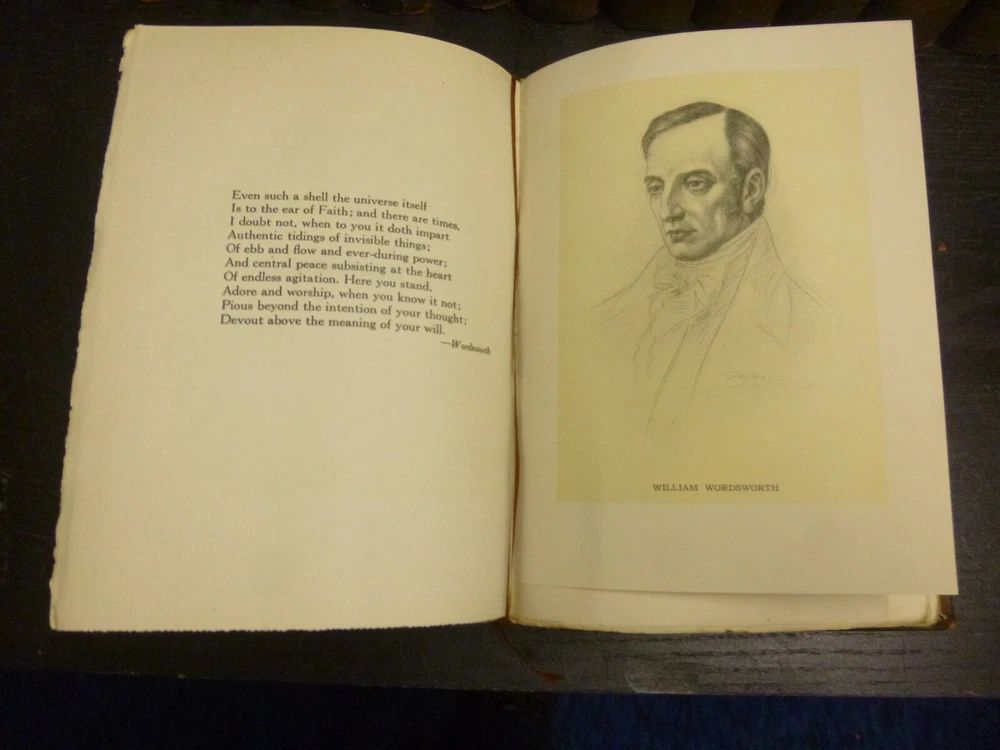 Even such a shell the universe itself
Is to the ear of Faith; and there are times,
I doubt not, when to you it doth impart
Authentic tidings of invisible things;
Of ebb and flow and ever-during power;
And central peace subsisting at the heart
Of endless agitation. Here you stand,
Adore and worship, when you know it not;
Pious beyond the intention of your thought;
Devout above the meaning of your will.
—Wordsworth
WILLIAM WORDSWORTH